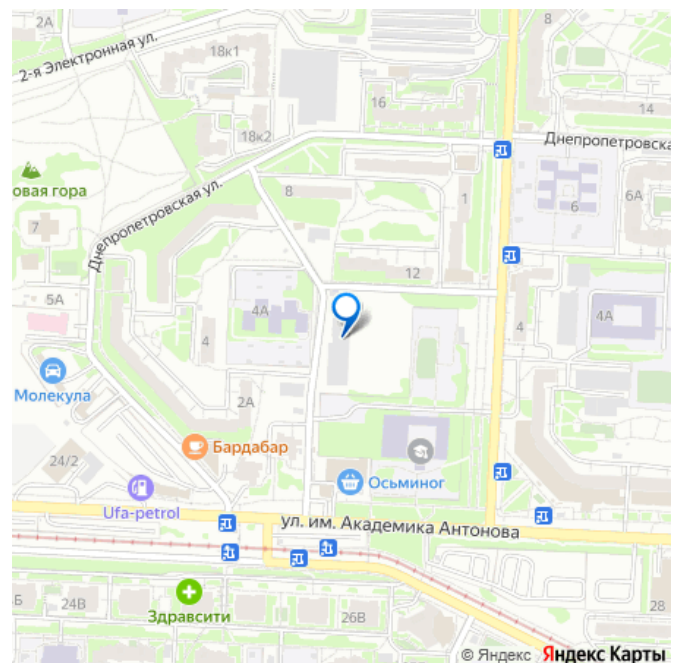 2А
8
2-я Электронная ул.
18к1
16
14
18к2
Днепропетровска
овая гора
8
1
6
6А
7
Днепропетровская ул.
12
5А
4А
4
4
4А
Молекула
2А
Бардабар
24/2
Осьминог
Ufa-petrol
ул. им. Академика Антонова
Б
24В
Здравсити
26В
28
© Яндекс Яндекс Карты